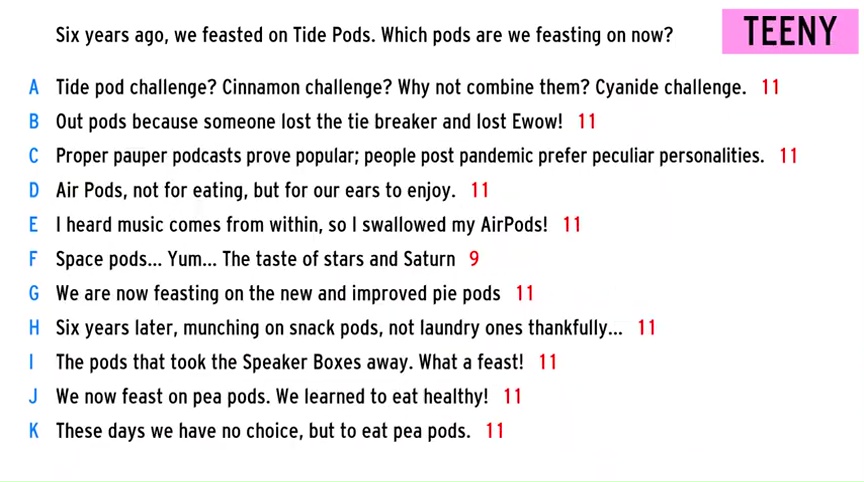 Six years ago, we feasted on Tide Pods. Which pods are we feasting on now?
TEENY
A Tide pod challenge? Cinnamon challenge? Why not combine them? Cyanide challenge. 11
B Out pods because someone lost the tie breaker and lost Ewow! 11
C Proper pauper podcasts prove popular; people post pandemic prefer peculiar personalities. 11
D Air Pods, not for eating, but for our ears to enjoy. 11
E I heard music comes from within, so I swallowed my AirPods! 11
F Space pods... Yum... The taste of stars and Saturn 9
G We are now feasting on the new and improved pie pods 11
H Six years later, munching on snack pods, not laundry ones thankfully... 11
I The pods that took the Speaker Boxes away. What a feast! 11
J We now feast on pea pods. We learned to eat healthy! 11
K These days we have no choice, but to eat pea pods. 11